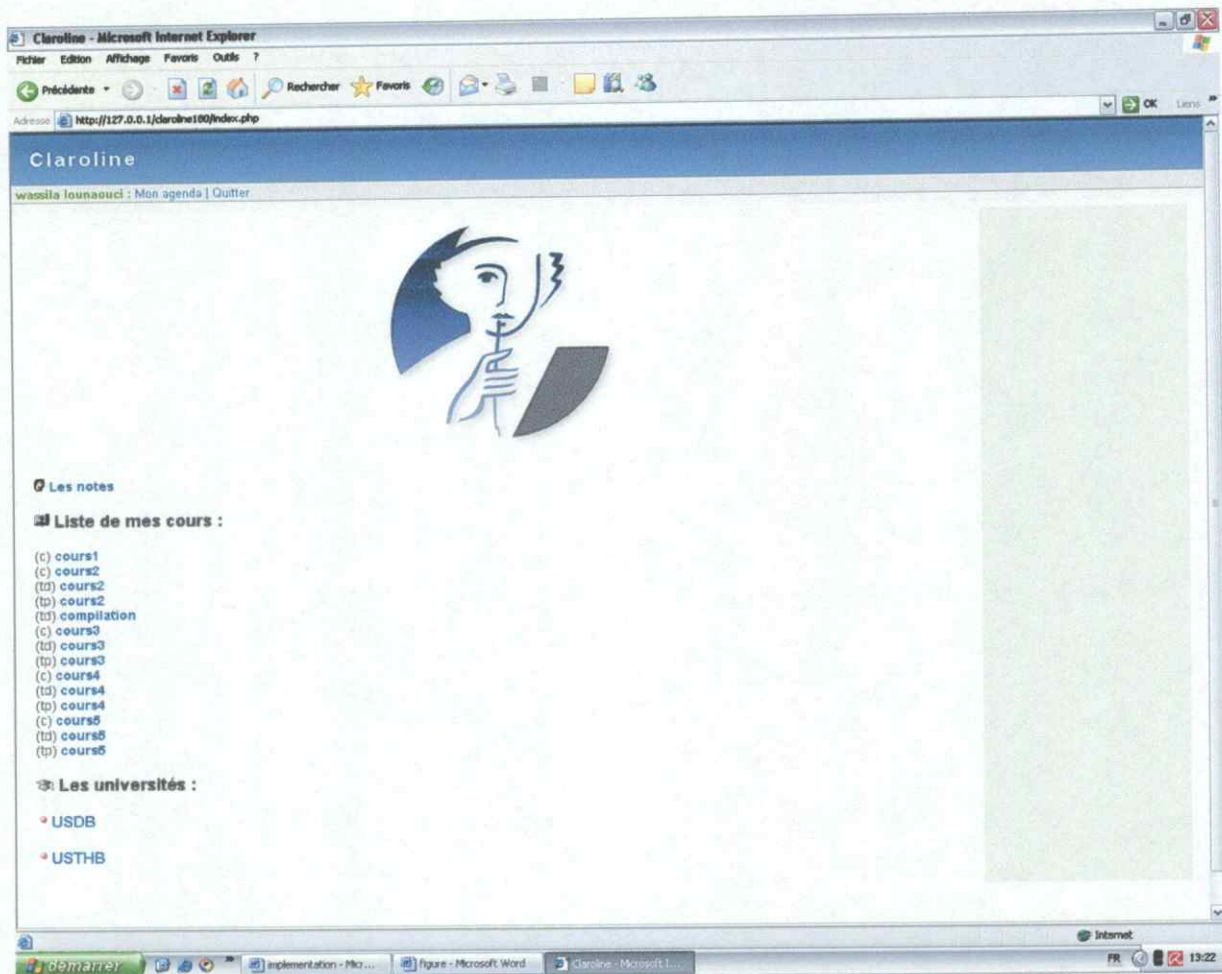 Claroline - Microsoft Internet Explorer
Fichier Edition Affichage Favoris Outils ?
Précédente Rechercher Favoris
Adresse http://127.0.0.1/claroline180/index.php OK Liens
Claroline
wassila lounaouci : Mon agenda | Quitter
Les notes
Liste de mes cours :
(c) cours1
(c) cours2
(td) cours2
(tp) cours2
(td) compilation
(c) cours3
(td) cours3
(tp) cours3
(c) cours4
(td) cours4
(tp) cours4
(c) cours5
(td) cours5
(tp) cours5
Les universités :
USDB
USTHB
Internet
démarrer implementation - Micr... figure - Microsoft Word Claroline - Microsoft I... FR 13:22